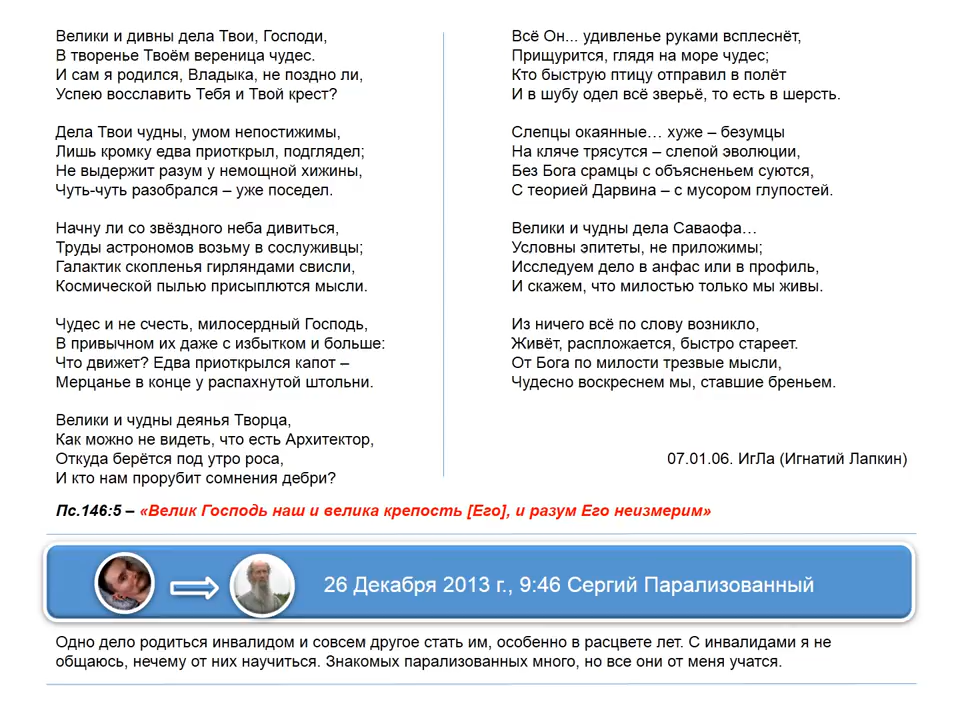 Велики и дивны дела Твои, Господи,
В творенье Твоём вереница чудес.
И сам я родился, Владыка, не поздно ли,
Успею восславить Тебя и Твой крест?
Дела Твои чудны, умом непостижимы,
Лишь кромку едва приоткрыл, подглядел;
Не выдержит разум у немощной хижины,
Чуть-чуть разобрался – уже поседел.
Начну ли со звёздного неба дивиться,
Труды астрономов возьму в сослуживцы;
Галактик скопленья гирляндами свисли,
Космической пылью присыплются мысли.
Чудес и не счесть, милосердный Господь,
В привычном их даже с избытком и больше:
Что движет? Едва приоткрылся капот –
Мерцанье в конце у распахнутой штольни.
Велики и чудны деянья Творца,
Как можно не видеть, что есть Архитектор,
Откуда берётся под утро роса,
И кто нам прорубит сомнения дебри?
Всё Он... удивленье руками всплеснёт,
Прищурится, глядя на море чудес;
Кто быструю птицу отправил в полёт
И в шубу одел всё зверьё, то есть в шерсть.
Слепцы окаянные… хуже – безумцы
На кляче трясутся – слепой эволюции,
Без Бога срамцы с объясненьем суются,
С теорией Дарвина – с мусором глупостей.
Велики и чудны дела Саваофа…
Условны эпитеты, не приложимы;
Исследуем дело в анфас или в профиль,
И скажем, что милостью только мы живы.
Из ничего всё по слову возникло,
Живёт, распложается, быстро стареет.
От Бога по милости трезвые мысли,
Чудесно воскреснем мы, ставшие бреньем.
07.01.06. ИгЛа (Игнатий Лапкин)
Пс.146:5 – «Велик Господь наш и велика крепость [Его], и разум Его неизмерим»
26 Декабря 2013 г., 9:46 Сергий Парализованный
Одно дело родиться инвалидом и совсем другое стать им, особенно в расцвете лет. С инвалидами я не
общаюсь, нечему от них научиться. Знакомых парализованных много, но все они от меня учатся.